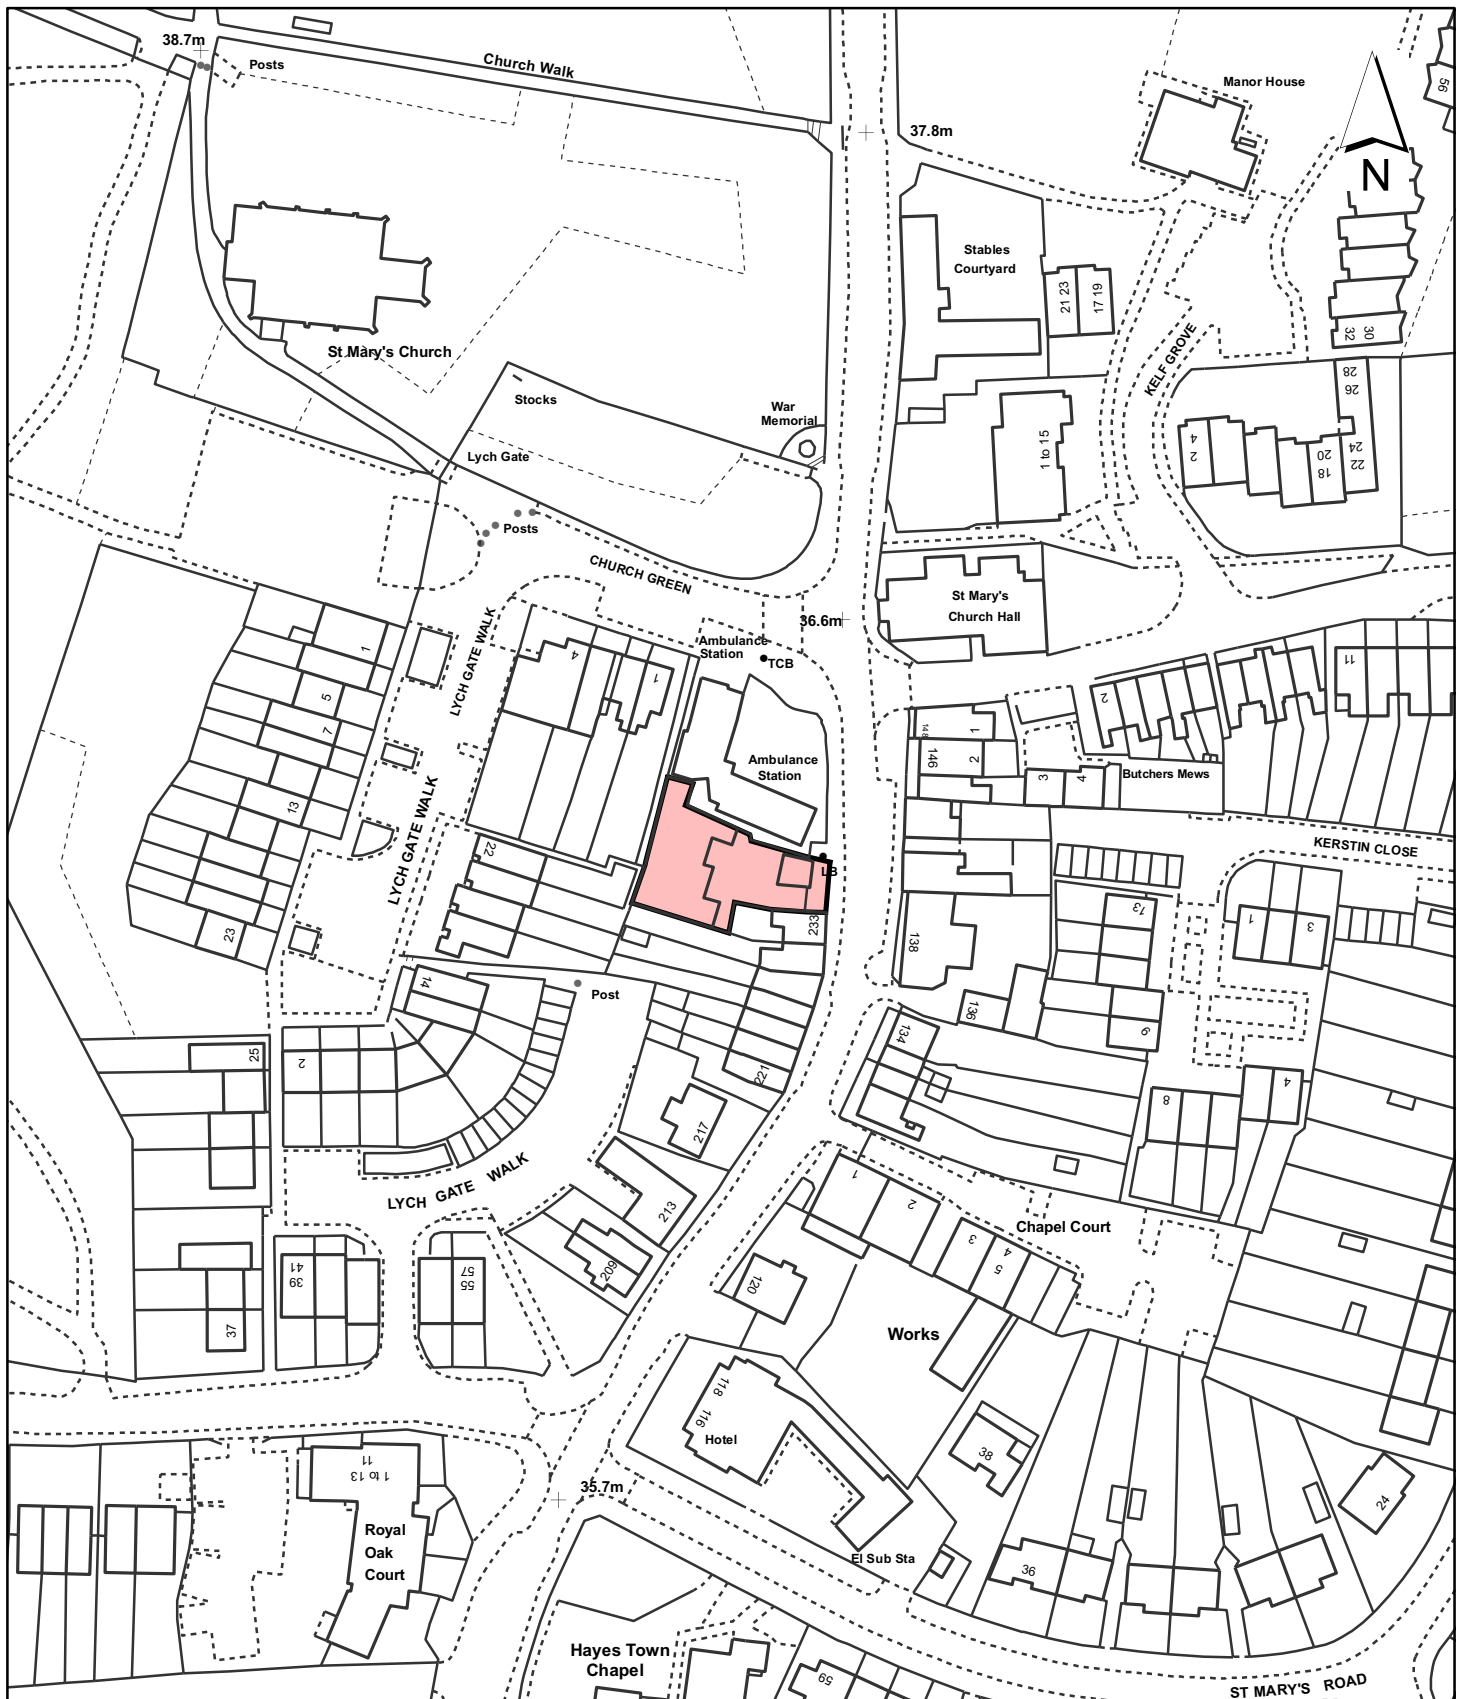 38.7m
Posts
Church Walk
Manor House
56
37.8m
N
Stables
Courtyard
21 23
17 19
32
30
KELF GROVE
St Mary's Church
28
26
Stocks
War
Memorial
1 to 15
4
2
20
18
24
22
Lych Gate
Posts
CHURCH GREEN
St Mary's
Church Hall
36.6m
Ambulance
Station
TCB
LYCH GATE WALK
1
4
1
5
7
11
2
148
1
146
2
3
4
Butchers Mews
Ambulance
Station
13
LYCH GATE WALK
22
LB
KERSTIN CLOSE
23
233
138
13
1
3
14
Post
136
9
134
25
2
221
217
8
4
LYCH GATE WALK
213
1
2
Chapel Court
3
4
5
39
41
55
57
209
120
37
Works
118
116
Hotel
38
35.7m
11
1 to 13
24
Royal
Oak
Court
El Sub Sta
36
Hayes Town
Chapel
59
ST MARY'S ROAD